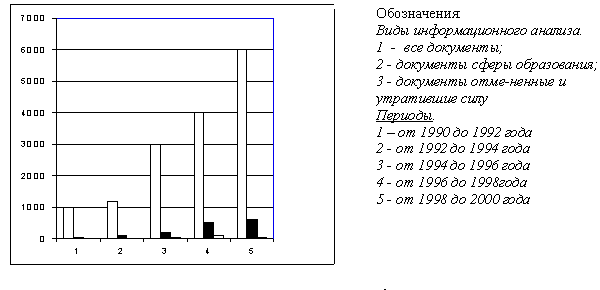 7000
6000
5000
4000
3000
2000
1000
0
1 2 3 4 5
Обозначения:
Виды информационного анализа.
1 - все документы;
2 - документы сферы образования;
3 - документы отме-ненные и
утратившие силу
Периоды.
1 – от 1990 до 1992 года
2 - от 1992 до 1994 года
3 - от 1994 до 1996 года
4 - от 1996 до 1998года
5 - от 1998 до 2000 года